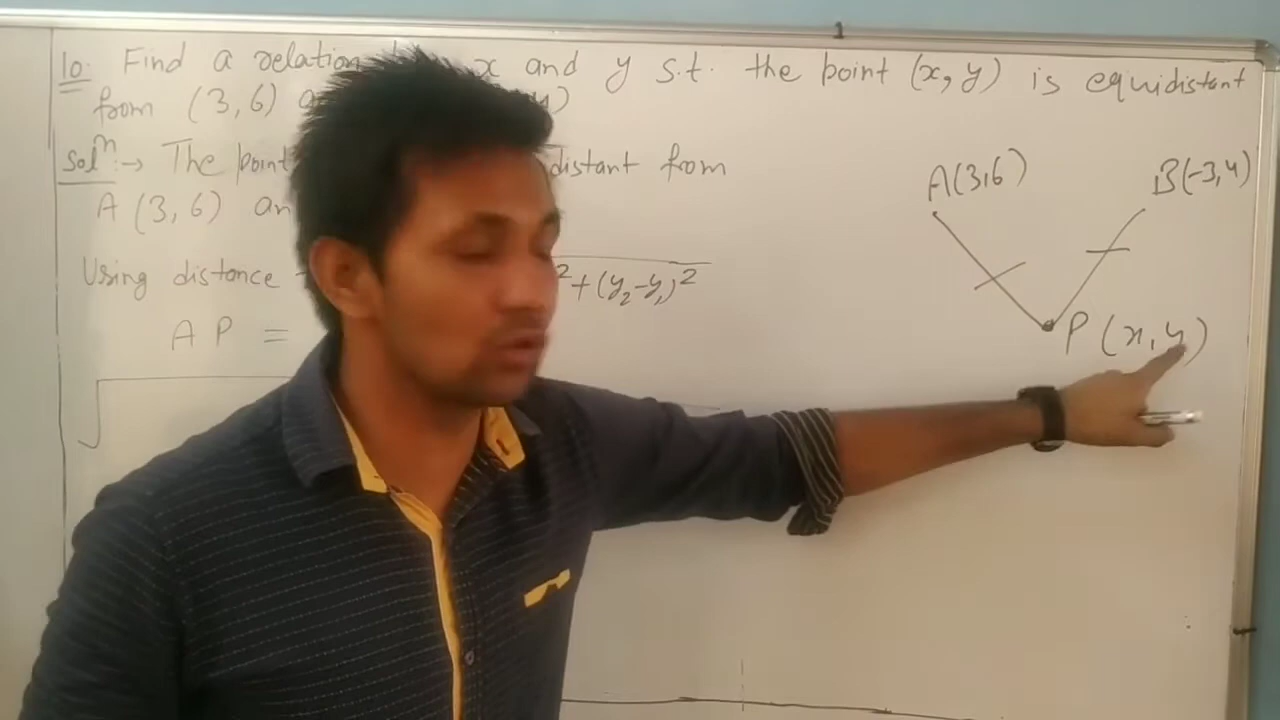 10. Find a relation x and y s.t. the point (x, y) is equidistant
from (3,6) 4)
Solⁿ :→ The point distant from
A (3,6) an
Using distance ² + (y₂-y₁)²
AP =
√
A(3,6)
B(-3,4)
P (x, y)